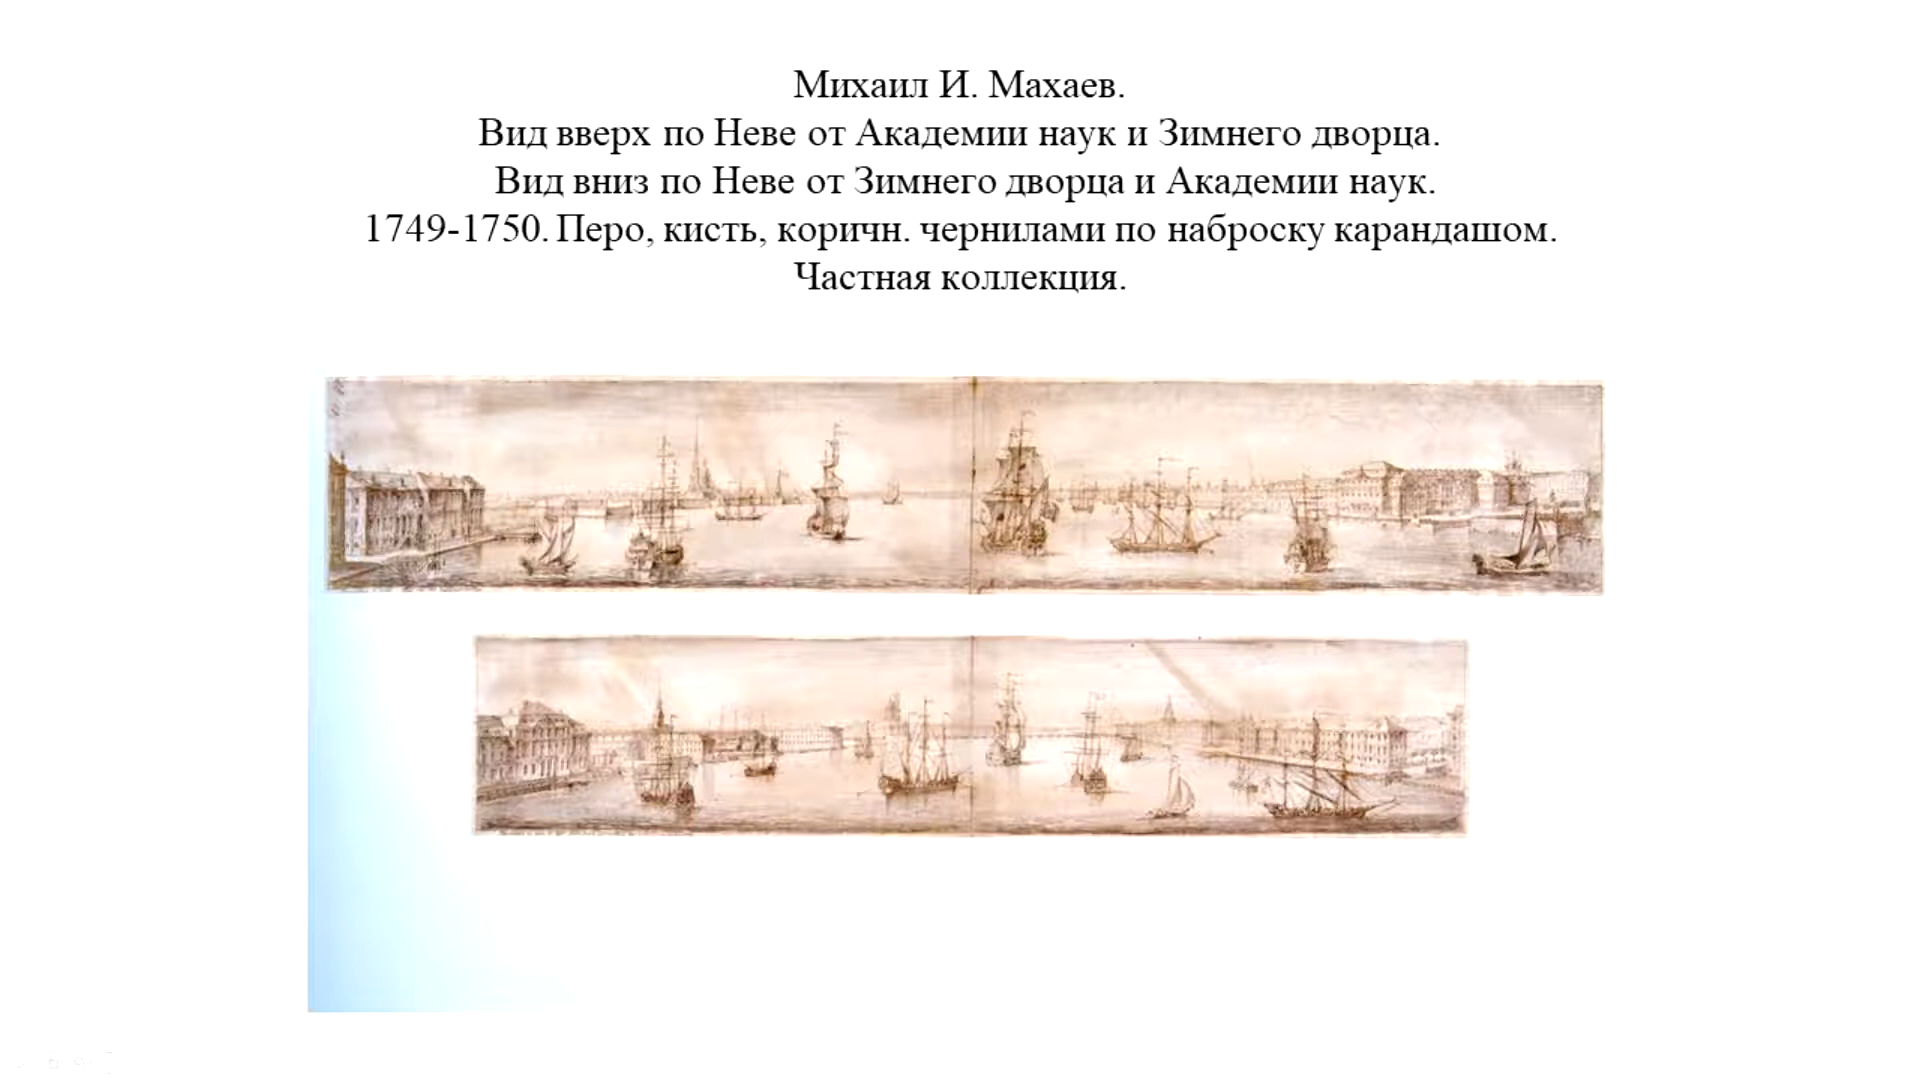 Михаил И. Махаев.
Вид вверх по Неве от Академии наук и Зимнего дворца.
Вид вниз по Неве от Зимнего дворца и Академии наук.
1749-1750. Перо, кисть, коричн. чернилами по наброску карандашом.
Частная коллекция.